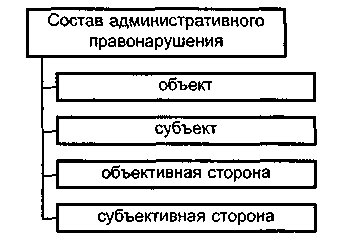 Состав административного
правонарушения
объект
субъект
объективная сторона
субъективная сторона